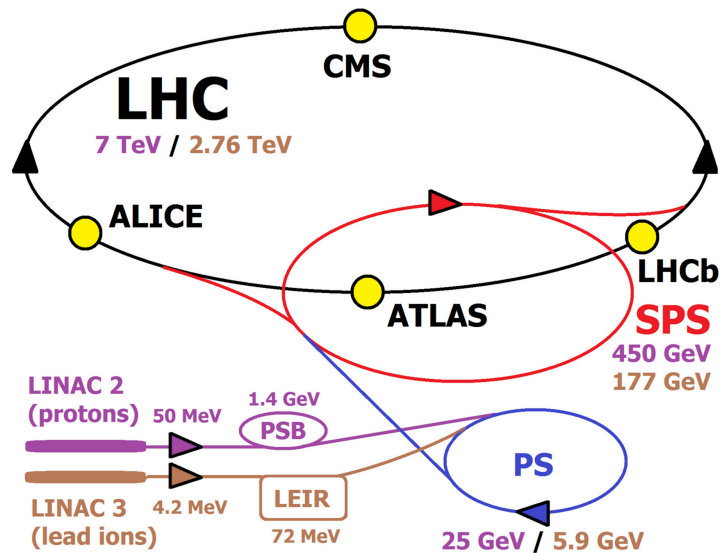 CMS
LHC
7 TeV / 2.76 TeV
ALICE
LHCb
ATLAS
SPS
450 GeV
177 GeV
LINAC 2
(protons)
50 MeV
1.4 GeV
PSB
PS
LINAC 3
(lead ions)
4.2 MeV
LEIR
72 MeV
25 GeV / 5.9 GeV